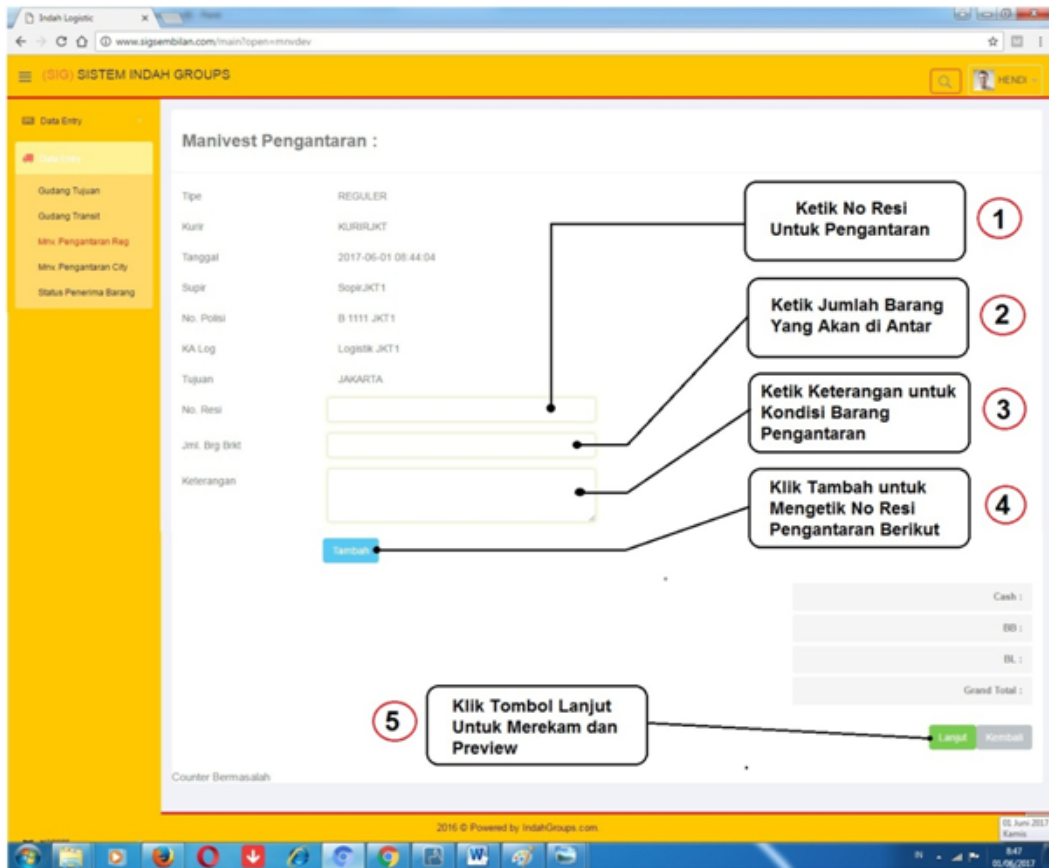 Indah Logistic
www.sigsembilan.com/main?open=mnvdev
(SIG) SISTEM INDAH GROUPS
HENDI
Data Entry
Data Entry
Gudang Tujuan
Gudang Transit
Mnv. Pengantaran Reg
Mnv. Pengantaran City
Status Penerima Barang
Manivest Pengantaran :
Tipe REGULER
Kurir KURIRJKT
Tanggal 2017-06-01 08:44:04
Supir SopirJKT1
No. Polisi B 1111 JKT1
KA Log Logistik JKT1
Tujuan JAKARTA
No. Resi
Jml. Brg Brkt
Keterangan
Tambah
Ketik No Resi
Untuk Pengantaran
1
Ketik Jumlah Barang
Yang Akan di Antar
2
Ketik Keterangan untuk
Kondisi Barang
Pengantaran
3
Klik Tambah untuk
Mengetik No Resi
Pengantaran Berikut
4
Cash :
BB :
BL :
Grand Total :
5
Klik Tombol Lanjut
Untuk Merekam dan
Preview
Lanjut Kembali
Counter Bermasalah
2016 © Powered by IndahGroups.com.
01 Juni 2017
Kamis
IN
8:47
01/06/2017